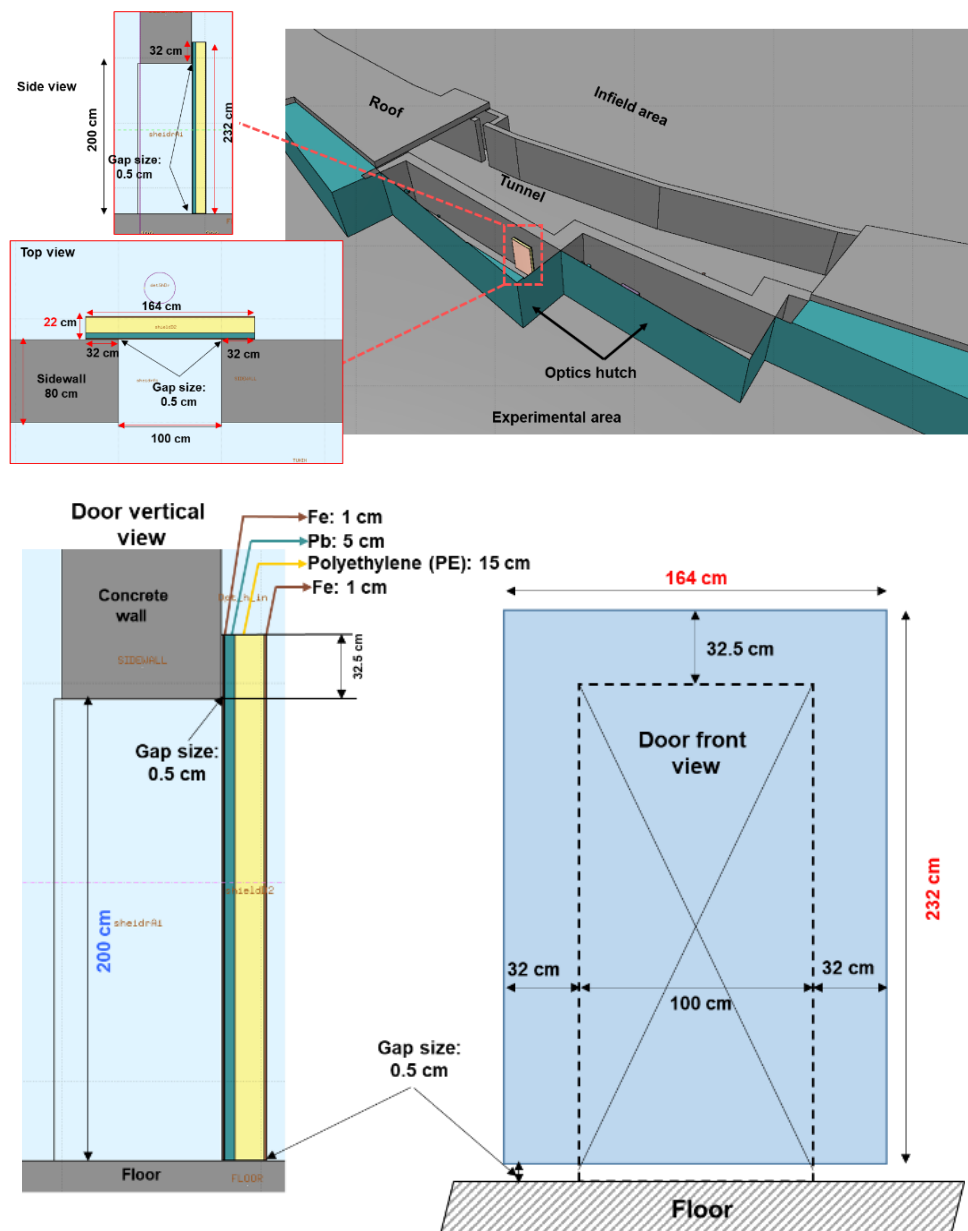 Side view
32 cm
200 cm
232 cm
sheidrAi
Gap size:
0.5 cm
Roof
Infield area
Tunnel
Optics hutch
Experimental area
Top view
164 cm
22 cm
32 cm
32 cm
Gap size:
0.5 cm
Sidewall
80 cm
100 cm
Door vertical
view
Fe: 1 cm
Pb: 5 cm
Polyethylene (PE): 15 cm
Fe: 1 cm
Concrete
wall
SIDEWALL
32.5 cm
Gap size:
0.5 cm
200 cm
sheidrAi
shieldE2
Floor
FLOOR
164 cm
32.5 cm
Door front
view
232 cm
32 cm
100 cm
32 cm
Gap size:
0.5 cm
Floor